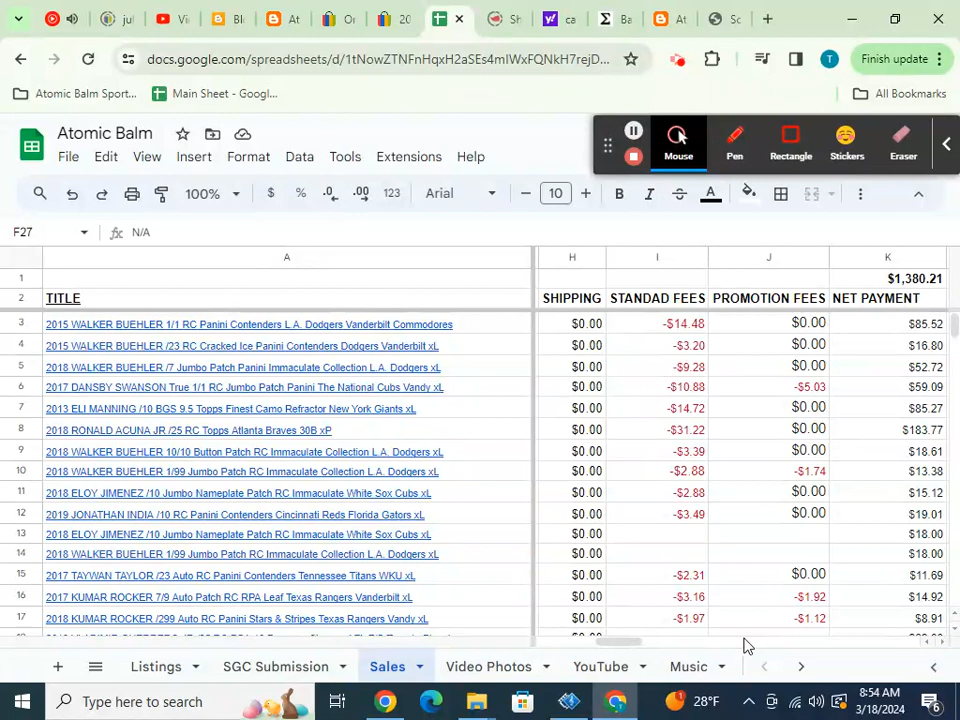 jul
Vi
Bl
At
Or
20
Sh
ca
Ba
At
Sc
docs.google.com/spreadsheets/d/1tNowZTNFnHqxH2aSEs4mIWxFQNkH7rejD...
T
Finish update
Atomic Balm Sport...
Main Sheet - Googl...
All Bookmarks
Atomic Balm
File Edit View Insert Format Data Tools Extensions Help
Mouse Pen Rectangle Stickers Eraser
100% $ % .0 .00 123 Arial 10 B I S A
F27 fx N/A
A H I J K
1 $1,380.21
2 TITLE SHIPPING STANDAD FEES PROMOTION FEES NET PAYMENT
3 2015 WALKER BUEHLER 1/1 RC Panini Contenders L.A. Dodgers Vanderbilt Commodores $0.00 -$14.48 $0.00 $85.52
4 2015 WALKER BUEHLER /23 RC Cracked Ice Panini Contenders Dodgers Vanderbilt xL $0.00 -$3.20 $0.00 $16.80
5 2018 WALKER BUEHLER /7 Jumbo Patch Panini Immaculate Collection L.A. Dodgers xL $0.00 -$9.28 $0.00 $52.72
6 2017 DANSBY SWANSON True 1/1 RC Jumbo Patch Panini The National Cubs Vandy xL $0.00 -$10.88 -$5.03 $59.09
7 2013 ELI MANNING /10 BGS 9.5 Topps Finest Camo Refractor New York Giants xL $0.00 -$14.72 $0.00 $85.27
8 2018 RONALD ACUNA JR /25 RC Topps Atlanta Braves 30B xP $0.00 -$31.22 $0.00 $183.77
9 2018 WALKER BUEHLER 10/10 Button Patch RC Immaculate Collection L.A. Dodgers xL $0.00 -$3.39 $0.00 $18.61
10 2018 WALKER BUEHLER 1/99 Jumbo Patch RC Immaculate Collection L.A. Dodgers xL $0.00 -$2.88 -$1.74 $13.38
11 2018 ELOY JIMENEZ /10 Jumbo Nameplate Patch RC Immaculate White Sox Cubs xL $0.00 -$2.88 $0.00 $15.12
12 2019 JONATHAN INDIA /10 RC Panini Contenders Cincinnati Reds Florida Gators xL $0.00 -$3.49 $0.00 $19.01
13 2018 ELOY JIMENEZ /10 Jumbo Nameplate Patch RC Immaculate White Sox Cubs xL $0.00 $18.00
14 2018 WALKER BUEHLER 1/99 Jumbo Patch RC Immaculate Collection L.A. Dodgers xL $0.00 $18.00
15 2017 TAYWAN TAYLOR /23 Auto RC Panini Contenders Tennessee Titans WKU xL $0.00 -$2.31 $0.00 $11.69
16 2017 KUMAR ROCKER 7/9 Auto Patch RC RPA Leaf Texas Rangers Vanderbilt xL $0.00 -$3.16 -$1.92 $14.92
17 2018 KUMAR ROCKER /299 Auto RC Panini Stars & Stripes Texas Rangers Vandy xL $0.00 -$1.97 -$1.12 $8.91
Listings SGC Submission Sales Video Photos YouTube Music
Type here to search
28°F
8:54 AM
3/18/2024
6